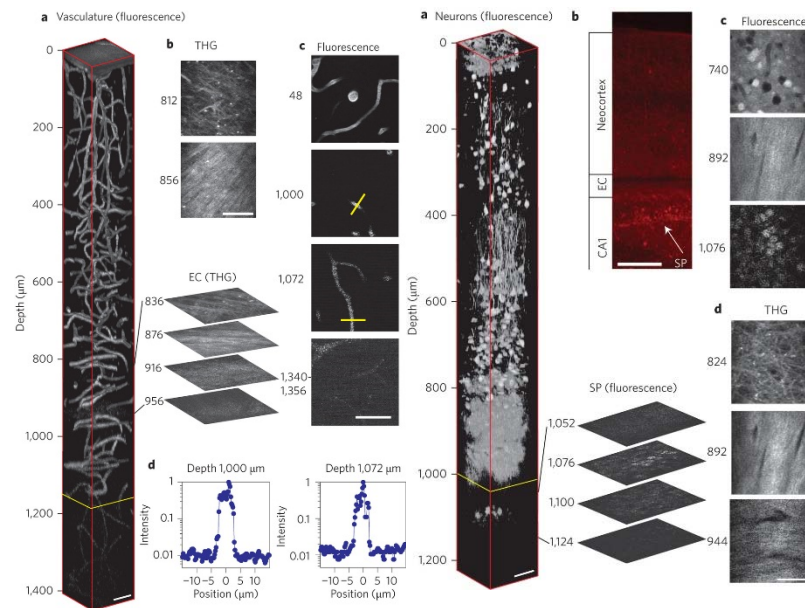 a Vasculature (fluorescence)
Depth (µm)
0
200
400
600
800
1,000
1,200
1,400
b THG
812
856
EC (THG)
836
876
916
956
c Fluorescence
48
1,000
1,072
1,340–
1,356
d Depth 1,000 µm
Intensity
1
0.1
0.01
−10 −5 0 5 10
Position (µm)
Depth 1,072 µm
Intensity
1
0.1
0.01
−10 −5 0 5 10
Position (µm)
a Neurons (fluorescence)
Depth (µm)
0
200
400
600
800
1,000
1,200
SP (fluorescence)
1,052
1,076
1,100
1,124
b
Neocortex
EC
CA1
SP
c Fluorescence
740
892
1,076
d THG
824
892
944